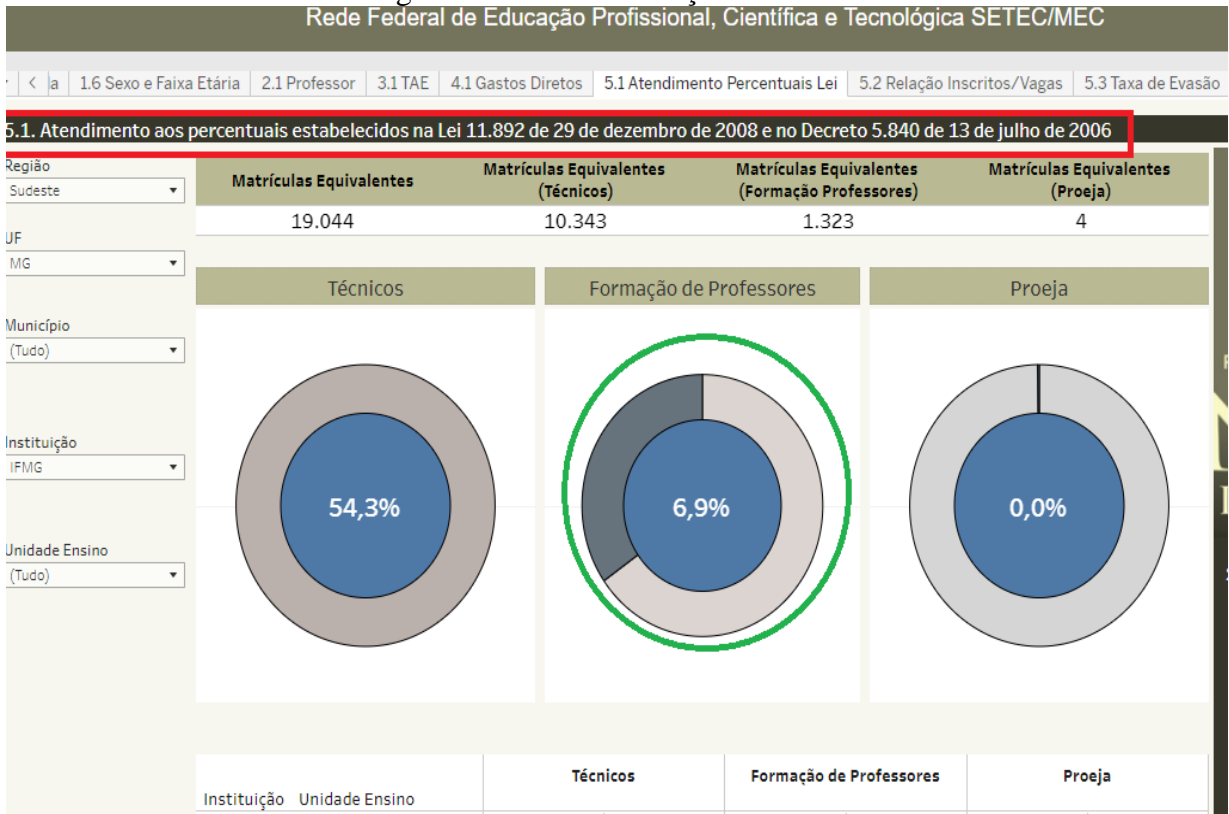 Rede Federal de Educação Profissional, Científica e Tecnológica SETEC/MEC
a 1.6 Sexo e Faixa Etária 2.1 Professor 3.1 TAE 4.1 Gastos Diretos 5.1 Atendimento Percentuais Lei 5.2 Relação Inscritos/Vagas 5.3 Taxa de Evasão
5.1. Atendimento aos percentuais estabelecidos na Lei 11.892 de 29 de dezembro de 2008 e no Decreto 5.840 de 13 de julho de 2006
Região
Sudeste
UF
MG
Município
(Tudo)
Instituição
IFMG
Unidade Ensino
(Tudo)
Matrículas Equivalentes
Matrículas Equivalentes
(Técnicos)
Matrículas Equivalentes
(Formação Professores)
Matrículas Equivalentes
(Proeja)
19.044 10.343 1.323 4
Técnicos Formação de Professores Proeja
54,3% 6,9% 0,0%
Técnicos Formação de Professores Proeja
Instituição Unidade Ensino